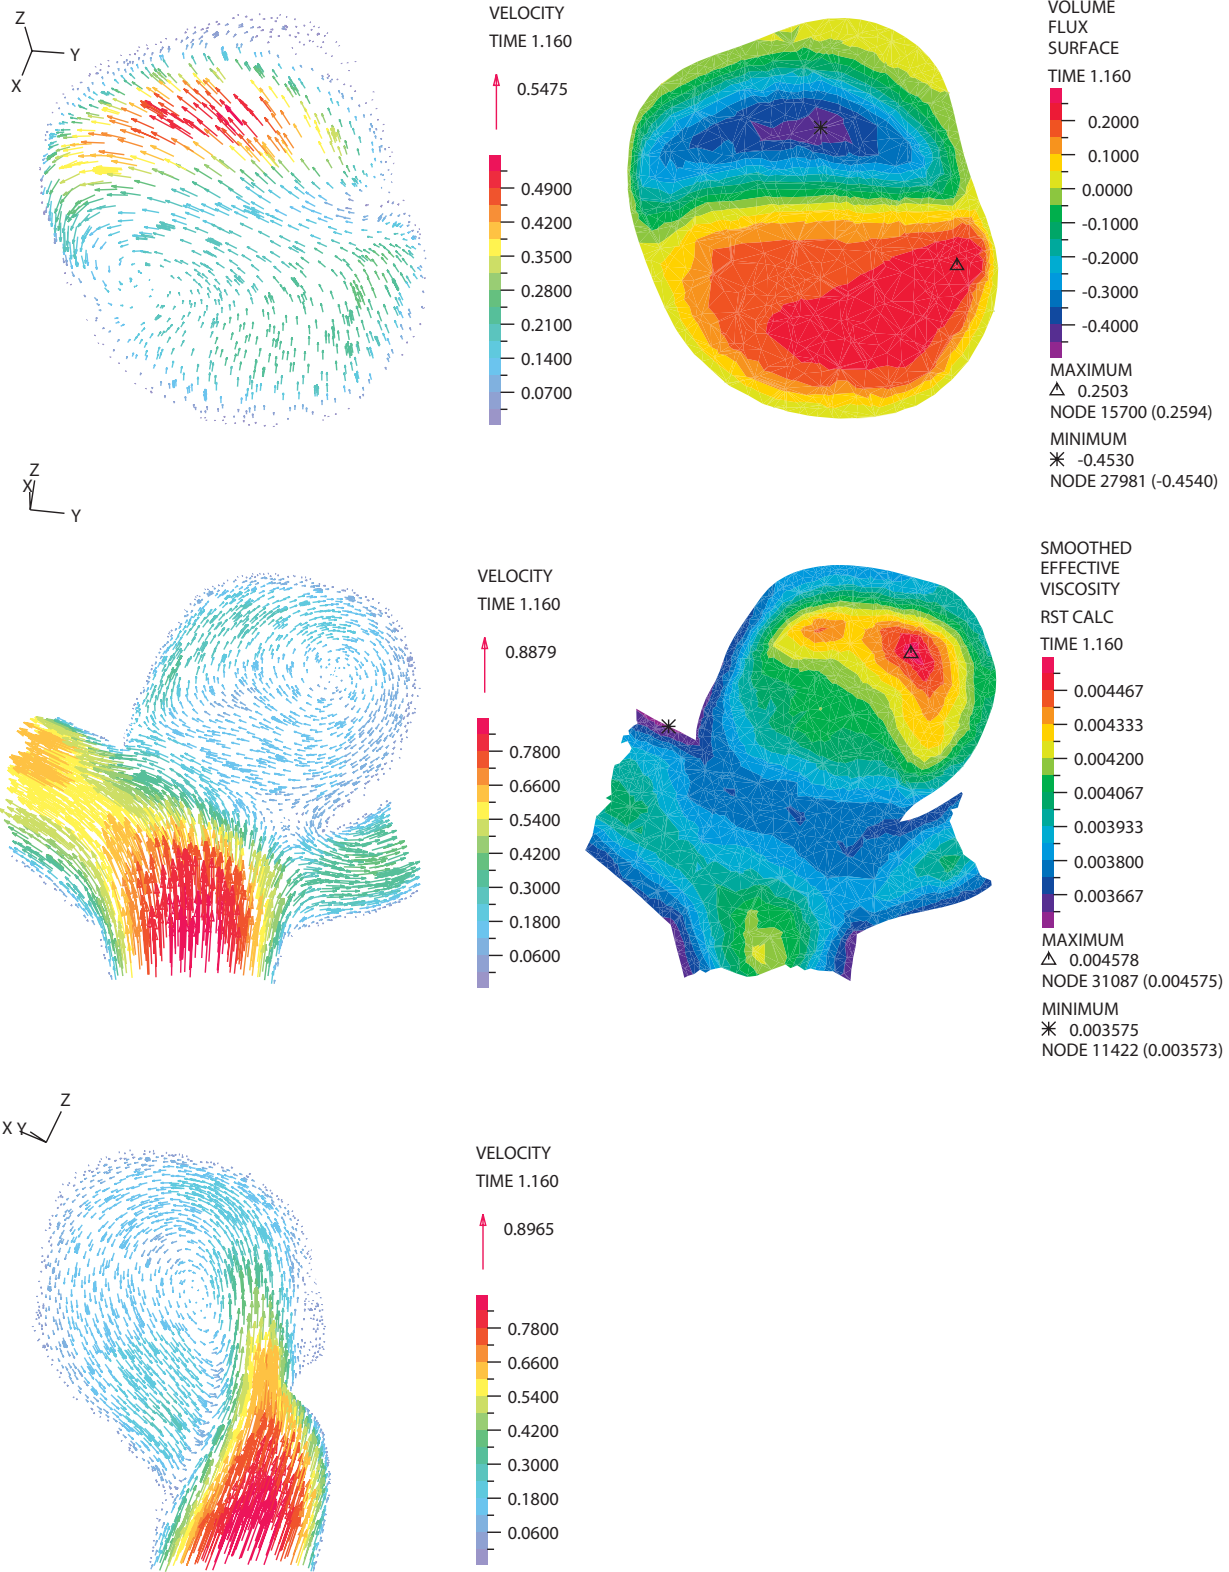 Z
Y
X
VELOCITY
TIME 1.160
0.5475
0.4900
0.4200
0.3500
0.2800
0.2100
0.1400
0.0700
VOLUME
FLUX
SURFACE
TIME 1.160
0.2000
0.1000
0.0000
-0.1000
-0.2000
-0.3000
-0.4000
MAXIMUM
0.2503
NODE 15700 (0.2594)
MINIMUM
-0.4530
NODE 27981 (-0.4540)
Z
X
Y
VELOCITY
TIME 1.160
0.8879
0.7800
0.6600
0.5400
0.4200
0.3000
0.1800
0.0600
SMOOTHED
EFFECTIVE
VISCOSITY
RST CALC
TIME 1.160
0.004467
0.004333
0.004200
0.004067
0.003933
0.003800
0.003667
MAXIMUM
0.004578
NODE 31087 (0.004575)
MINIMUM
0.003575
NODE 11422 (0.003573)
Z
X Y
VELOCITY
TIME 1.160
0.8965
0.7800
0.6600
0.5400
0.4200
0.3000
0.1800
0.0600